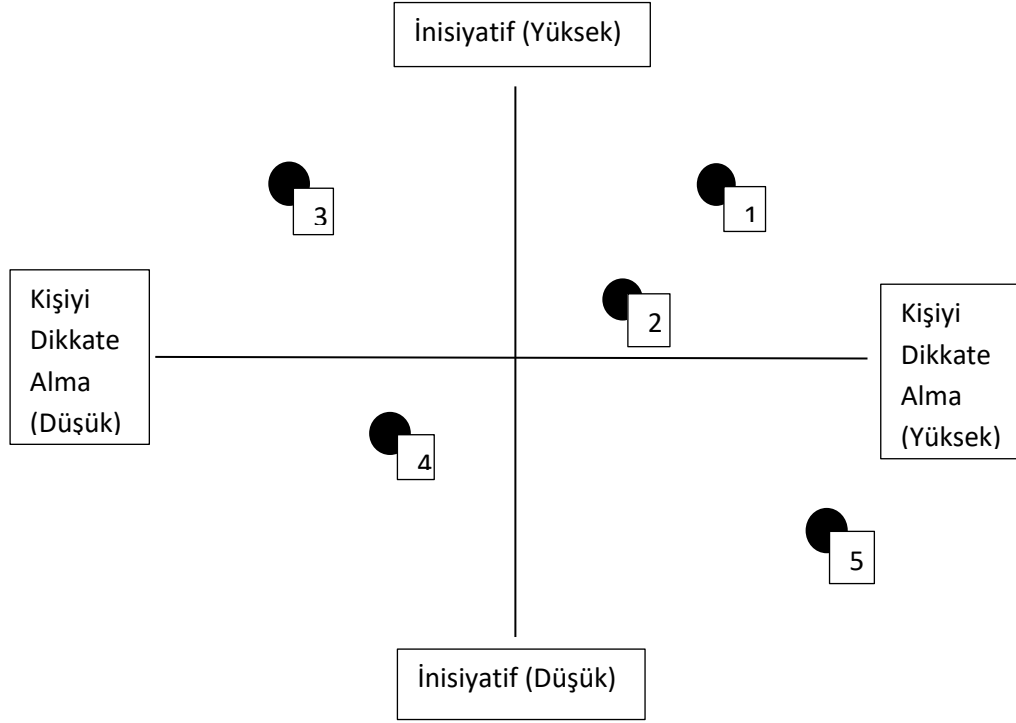 İnisiyatif (Yüksek)
3
1
2
Kişiyi
Dikkate
Alma
(Düşük)
Kişiyi
Dikkate
Alma
(Yüksek)
4
5
İnisiyatif (Düşük)